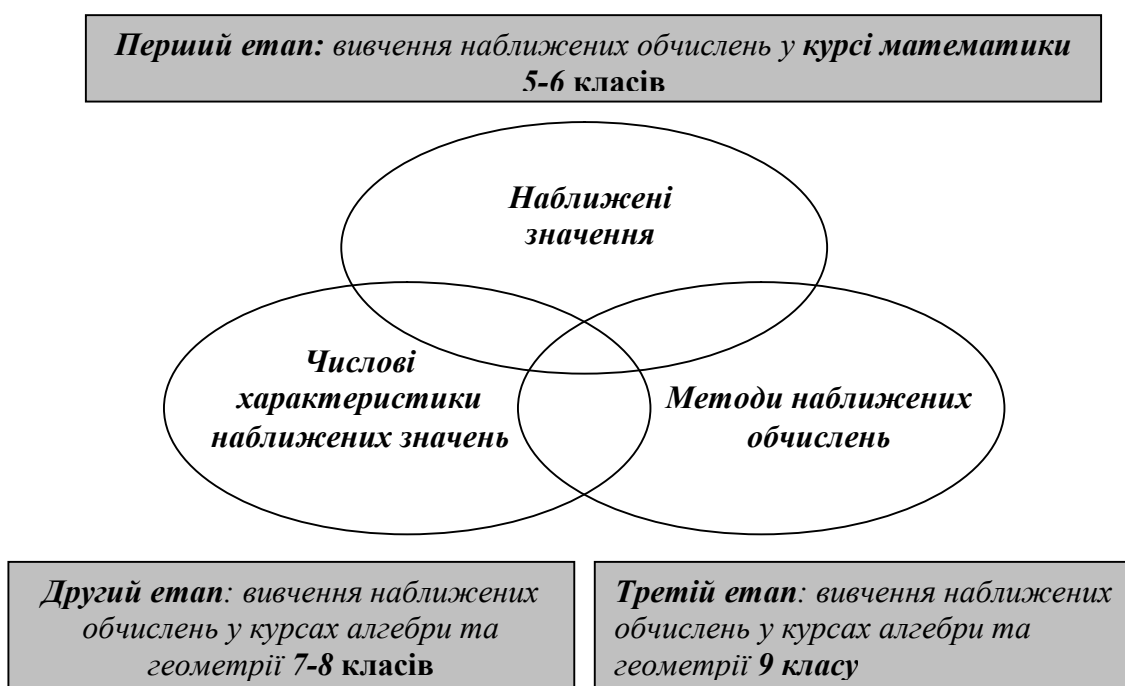 Перший етап: вивчення наближених обчислень у курсі математики
5-6 класів
Наближені
значення
Числові
характеристики
наближених значень
Методи наближених
обчислень
Другий етап: вивчення наближених
обчислень у курсах алгебри та
геометрії 7-8 класів
Третій етап: вивчення наближених
обчислень у курсах алгебри та
геометрії 9 класу